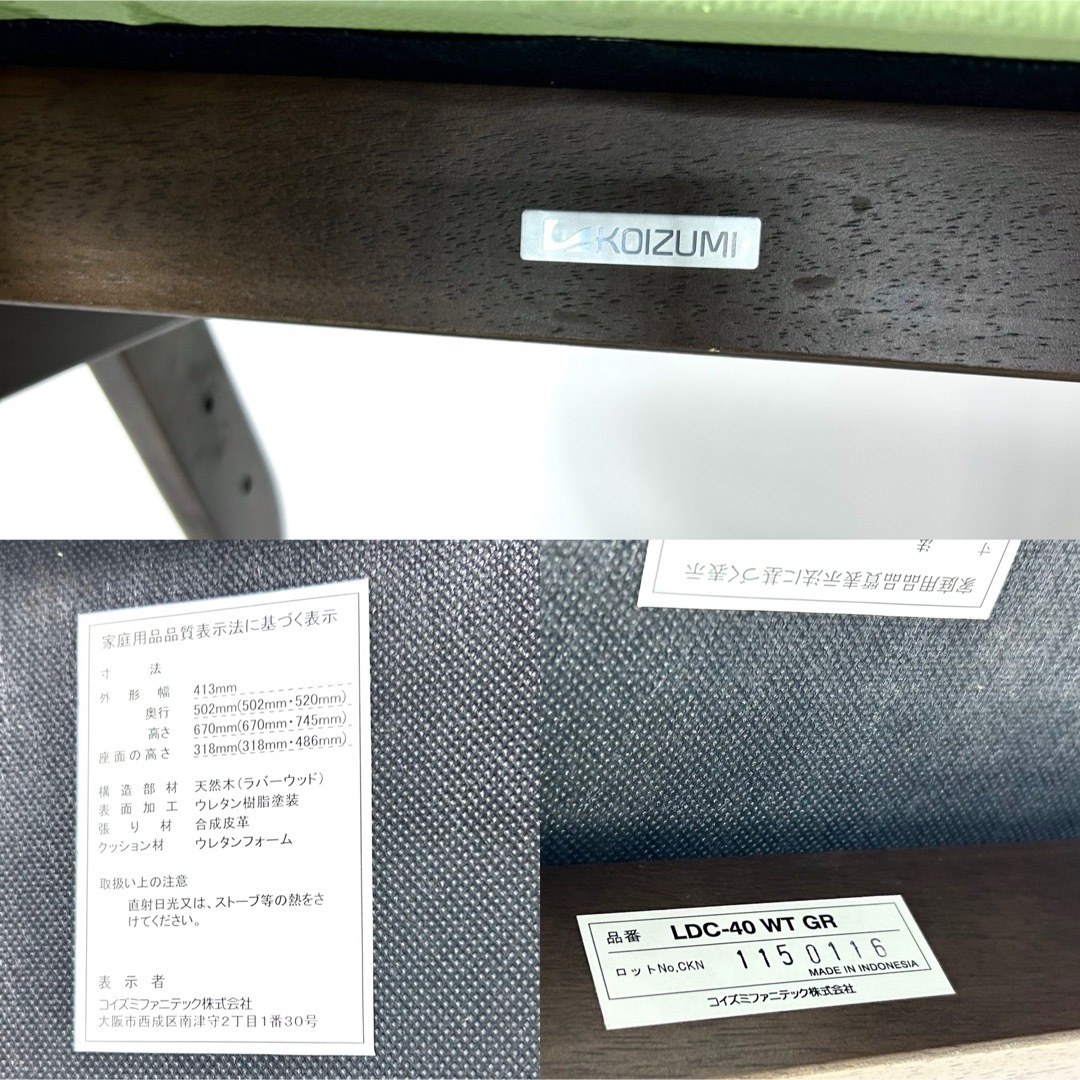 KOIZUMI
家庭用品品質表示法に基づく表示
寸法
外形幅 413mm
奥行 502mm(502mm・520mm)
高さ 670mm(670mm・745mm)
座面の高さ 318mm(318mm・486mm)
構造部材 天然木(ラバーウッド)
表面加工 ウレタン樹脂塗装
張り材 合成皮革
クッション材 ウレタンフォーム
取扱い上の注意
直射日光又は、ストーブ等の熱をさ
けてください。
表示者
コイズミファニテック株式会社
大阪市西成区南津守2丁目1番30号
家庭用品品質表示法に基づく表示
寸法
品番 LDC-40 WT GR
ロットNo,CKN 1150116
MADE IN INDONESIA
コイズミファニテック株式会社